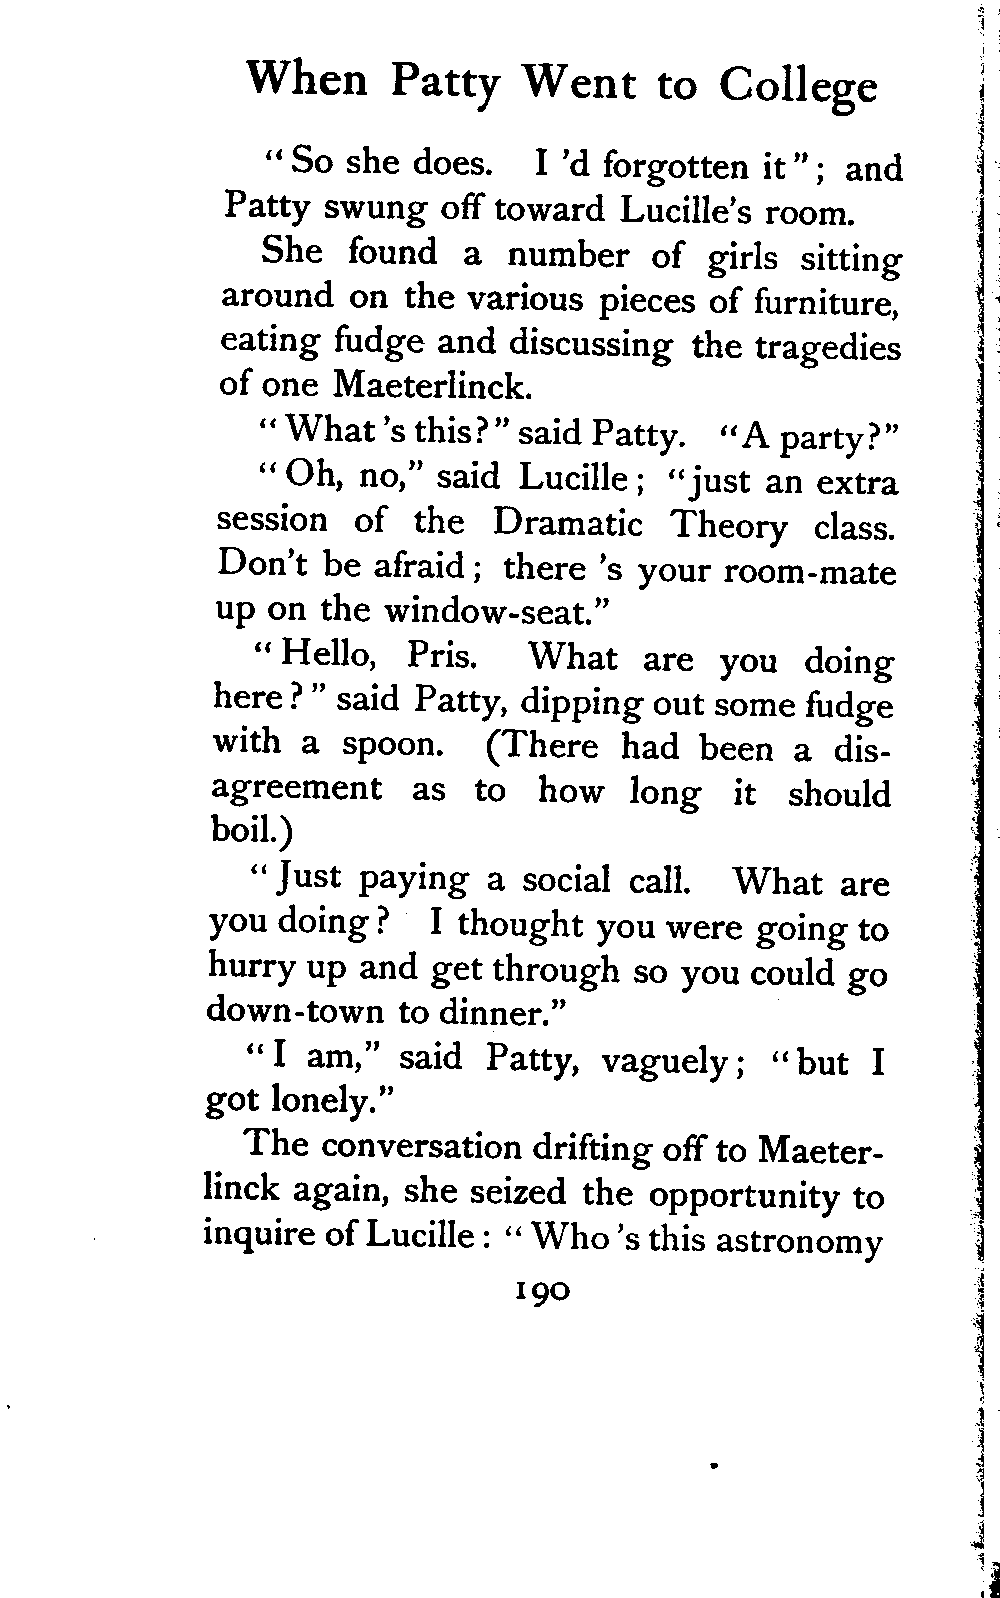 When Patty Went to College
“So she does. I 'd forgotten it”; and
Patty swung off toward Lucille's room.
She found a number of girls sitting
around on the various pieces of furniture,
eating fudge and discussing the tragedies
of one Maeterlinck.
“What 's this?” said Patty. “A party?”
“Oh, no,” said Lucille; “just an extra
session of the Dramatic Theory class.
Don't be afraid; there 's your room-mate
up on the window-seat.”
“Hello, Pris. What are you doing
here?” said Patty, dipping out some fudge
with a spoon. (There had been a dis-
agreement as to how long it should
boil.)
“Just paying a social call. What are
you doing? I thought you were going to
hurry up and get through so you could go
down-town to dinner.”
“I am,” said Patty, vaguely; “but I
got lonely.”
The conversation drifting off to Maeter-
linck again, she seized the opportunity to
inquire of Lucille: “Who 's this astronomy
190